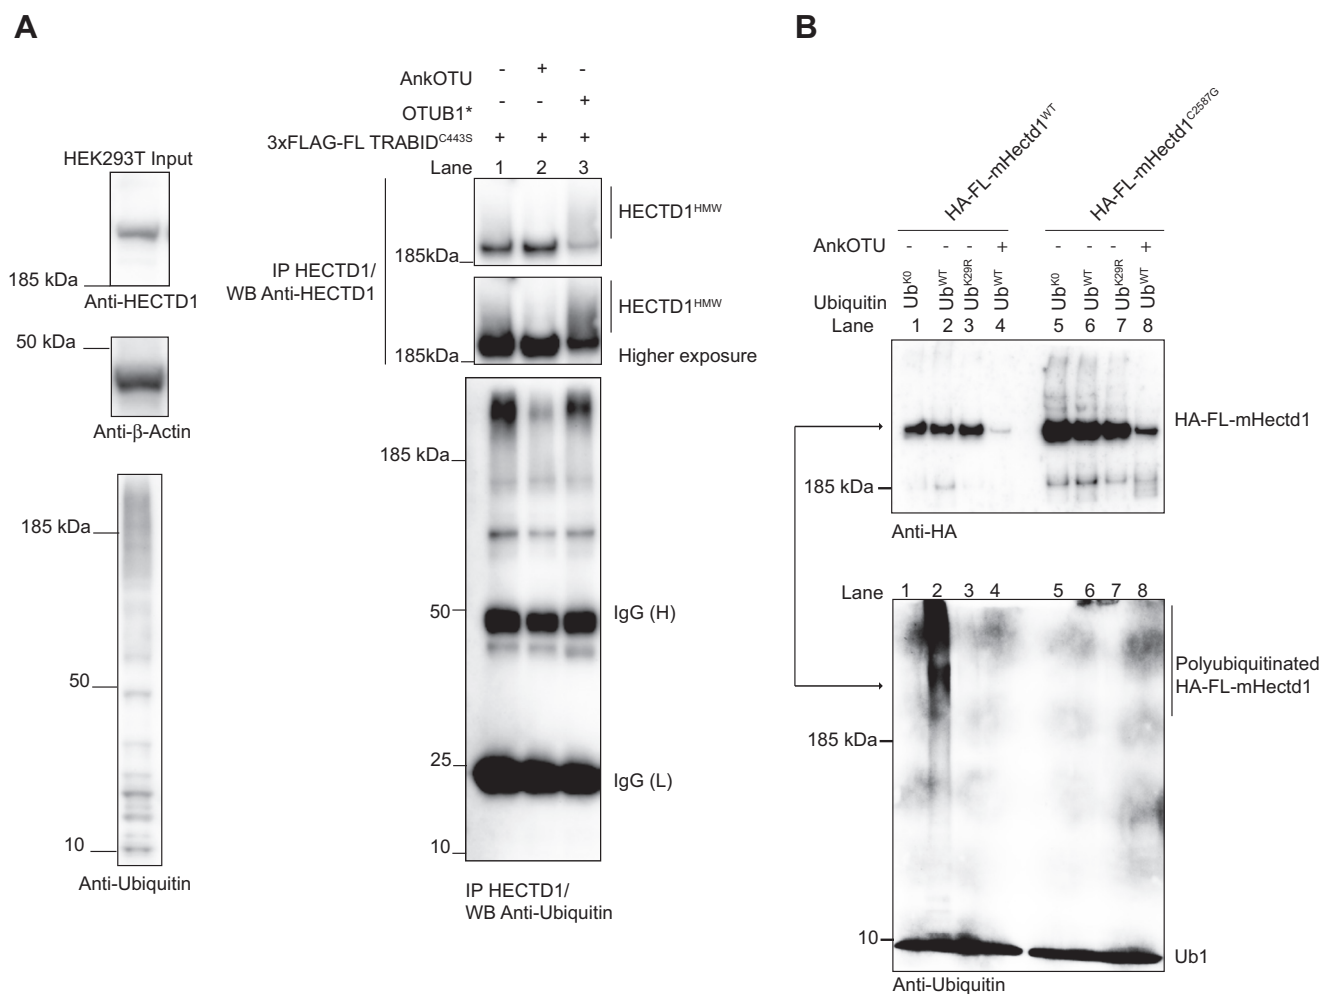 A
HEK293T Input
185 kDa
Anti-HECTD1
50 kDa
Anti-β-Actin
185 kDa
50
10
Anti-Ubiquitin
AnkOTU - + -
OTUB1* - - +
3xFLAG-FL TRABID^C443S + + +
Lane 1 2 3
IP HECTD1/
WB Anti-HECTD1
185kDa
HECTD1^HMW
185kDa
HECTD1^HMW
Higher exposure
185 kDa
50
IgG (H)
25
IgG (L)
10
IP HECTD1/
WB Anti-Ubiquitin
B
HA-FL-mHectd1^WT
HA-FL-mHectd1^C2587G
AnkOTU - - - + - - - +
Ubiquitin Ub^K0 Ub^WT Ub^K29R Ub^WT Ub^K0 Ub^WT Ub^K29R Ub^WT
Lane 1 2 3 4 5 6 7 8
HA-FL-mHectd1
185 kDa
Anti-HA
Lane 1 2 3 4 5 6 7 8
Polyubiquitinated
HA-FL-mHectd1
185 kDa
10
Ub1
Anti-Ubiquitin